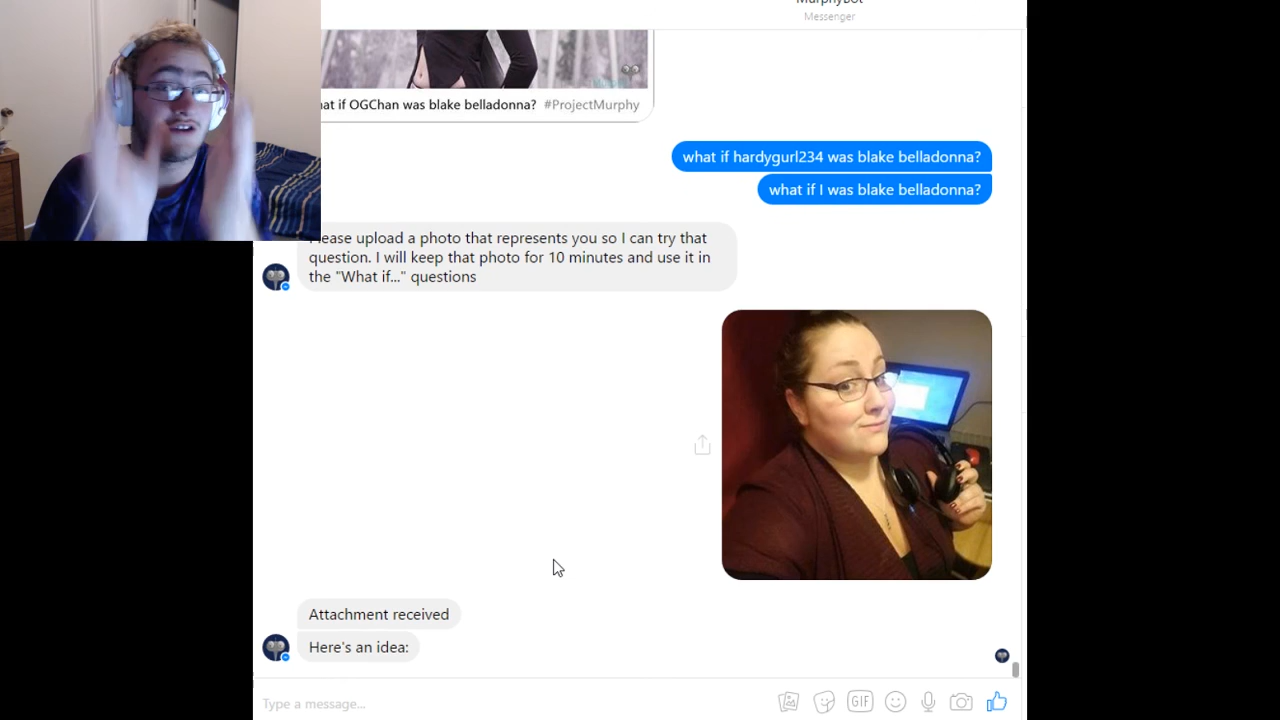 MurphyBot
Messenger
at if OGChan was blake belladonna? #ProjectMurphy
what if hardygurl234 was blake belladonna?
what if I was blake belladonna?
Please upload a photo that represents you so I can try that
question. I will keep that photo for 10 minutes and use it in
the "What if..." questions
Attachment received
Here's an idea:
Type a message...
GIF